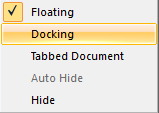 Floating
Docking
Tabbed Document
Auto Hide
Hide